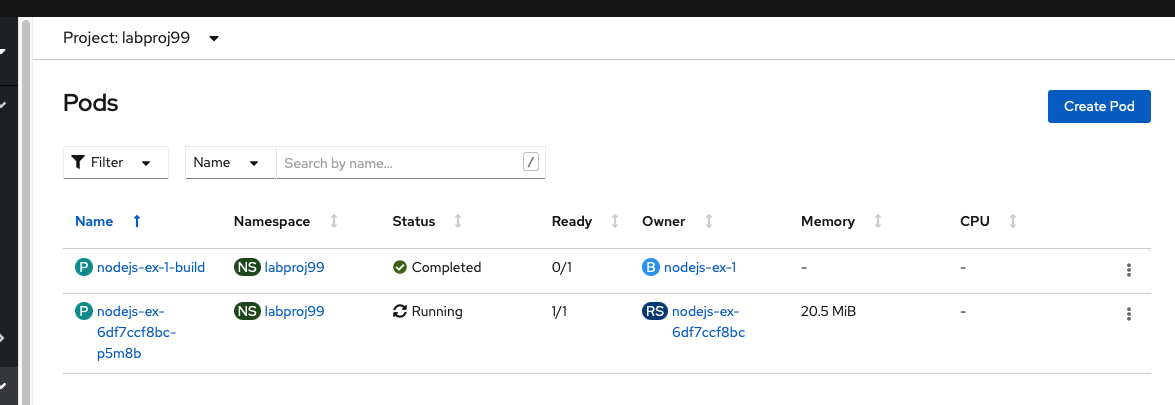 Project: labproj99
Pods
Create Pod
Filter Name Search by name... /
Name Namespace Status Ready Owner Memory CPU
P nodejs-ex-1-build NS labproj99 Completed 0/1 B nodejs-ex-1 - -
P nodejs-ex- NS labproj99 Running 1/1 RS nodejs-ex- 20.5 MiB -
6df7ccf8bc- 6df7ccf8bc
p5m8b